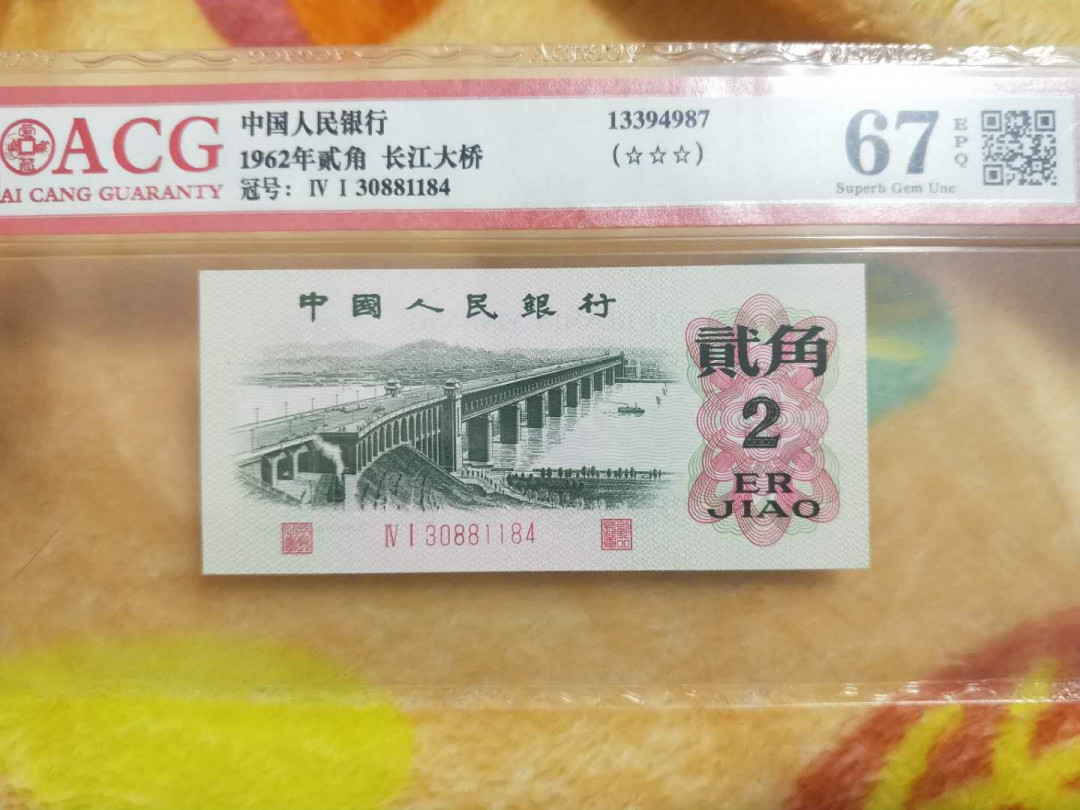 ACG
AI CANG GUARANTY
中国人民银行
1962年贰角 长江大桥
冠号: Ⅳ Ⅰ 30881184
13394987
(☆☆☆)
67
EPQ
Superb Gem Unc
中國人民銀行
貳角
2
ER
JIAO
Ⅳ Ⅰ 30881184